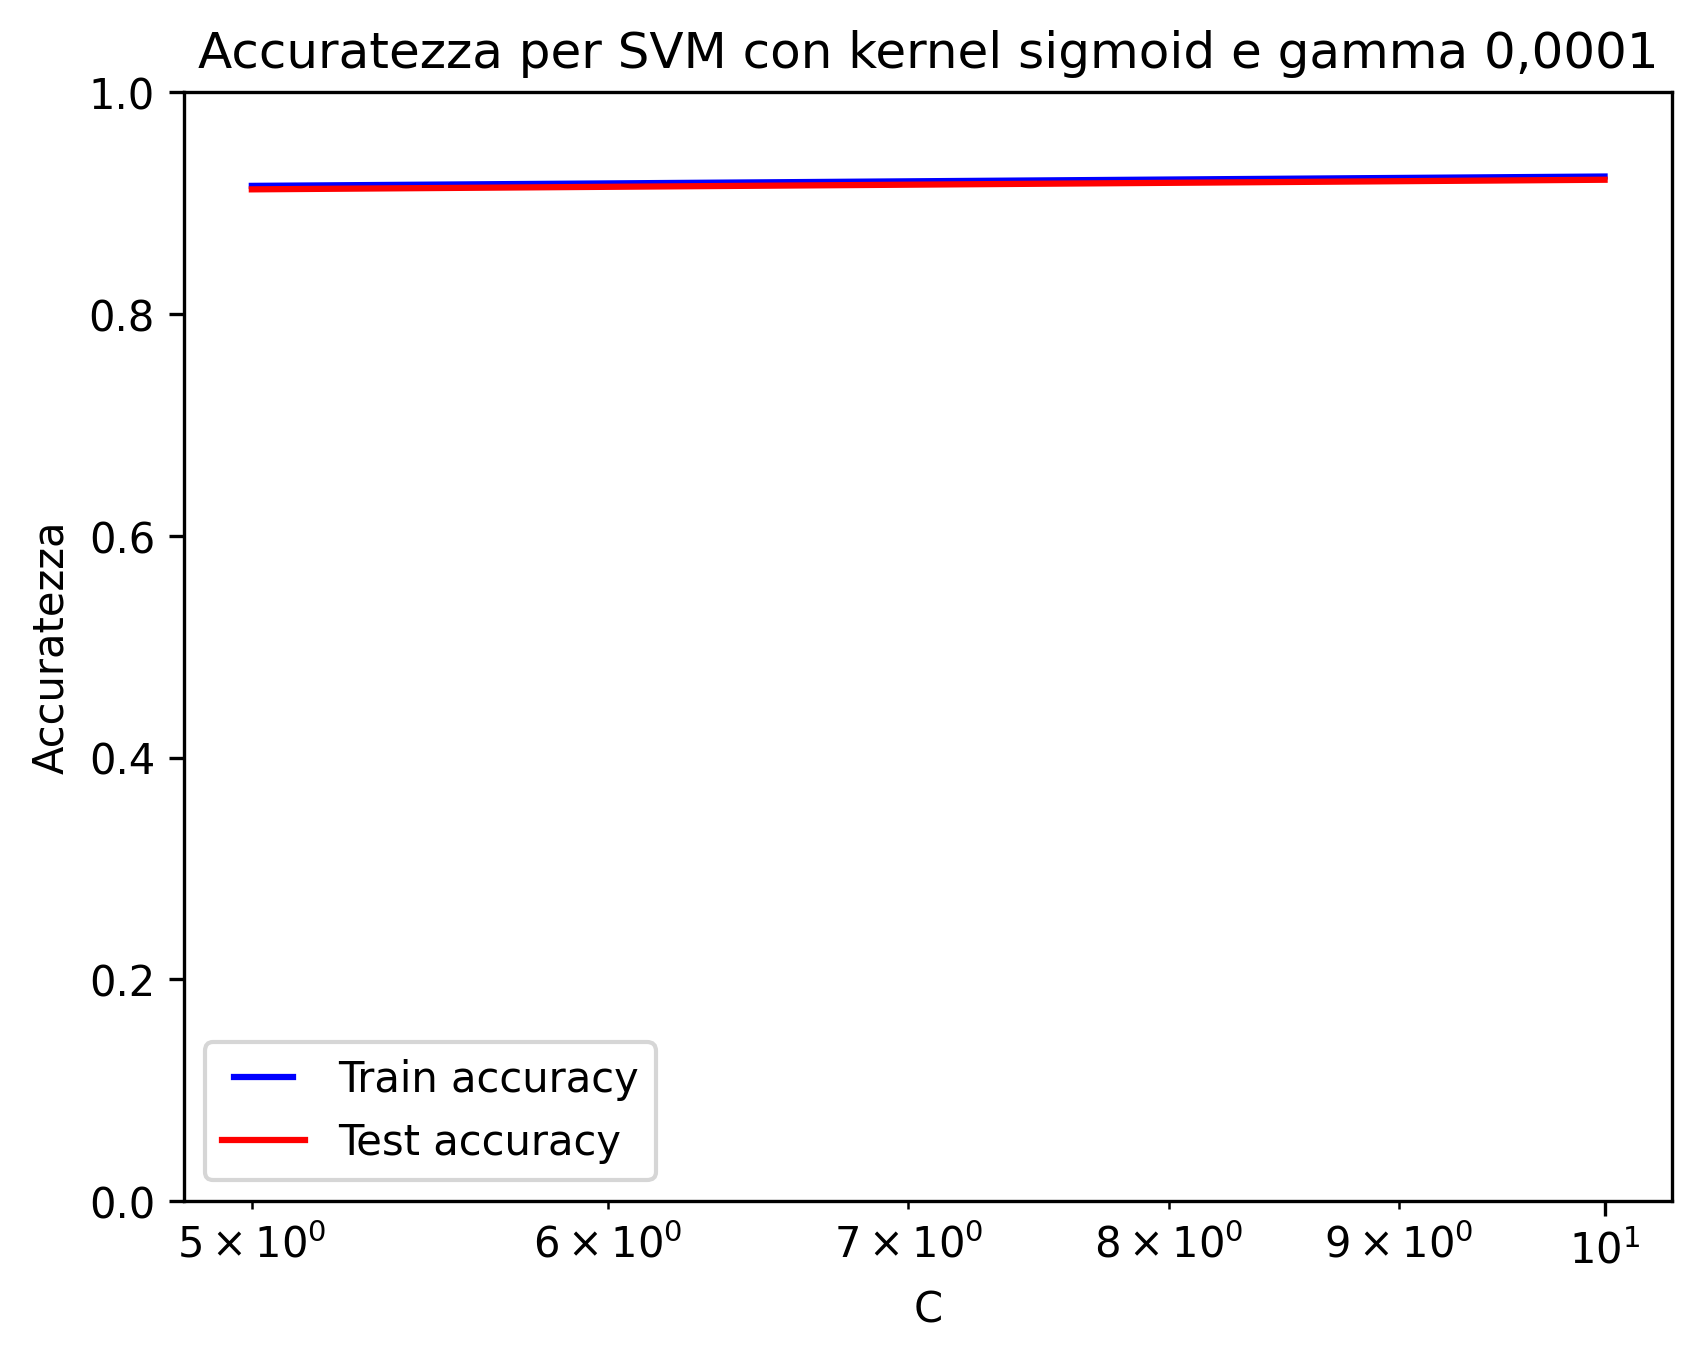 Accuratezza per SVM con kernel sigmoid e gamma 0,0001
1.0
0.8
0.6
0.4
0.2
0.0
Accuratezza
Train accuracy
Test accuracy
5 × 10⁰ 6 × 10⁰ 7 × 10⁰ 8 × 10⁰ 9 × 10⁰ 10¹
C